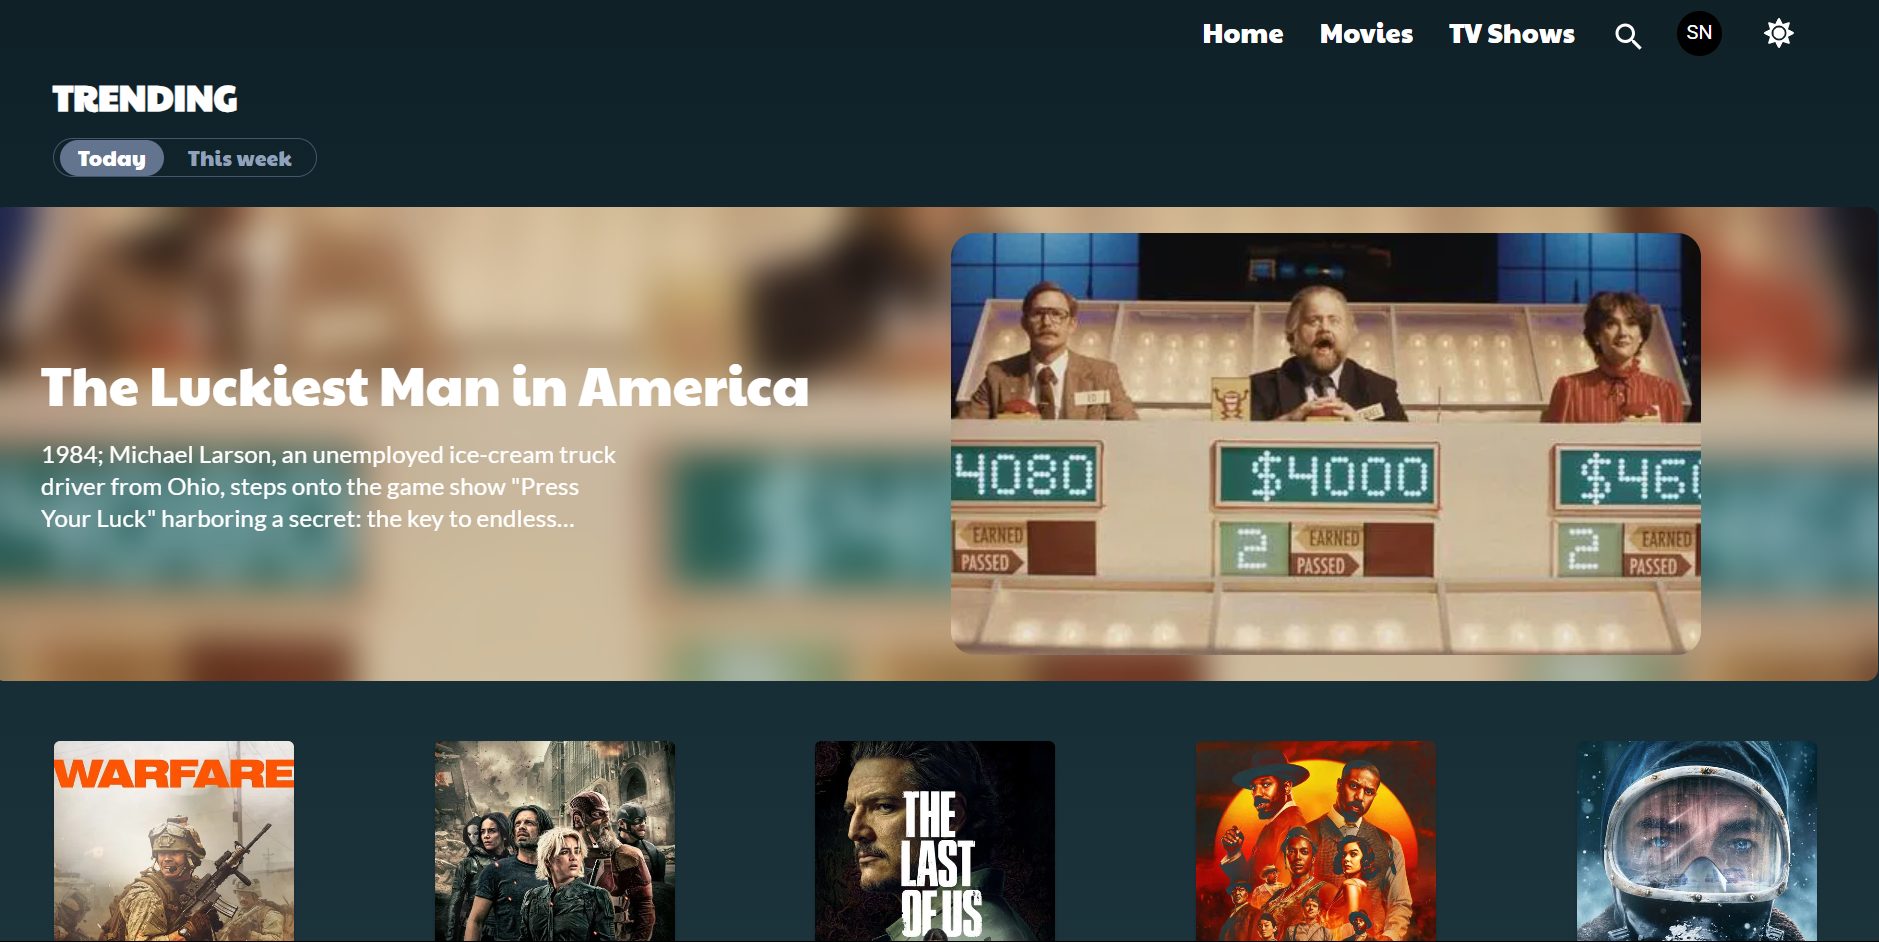 Home Movies TV Shows SN
TRENDING
Today This week
The Luckiest Man in America
1984; Michael Larson, an unemployed ice-cream truck
driver from Ohio, steps onto the game show "Press
Your Luck" harboring a secret: the key to endless...
ED
4080 $4000 $460
EARNED 2 EARNED 2 EARNED
PASSED PASSED PASSED
WARFARE
THE
LAST
OF US